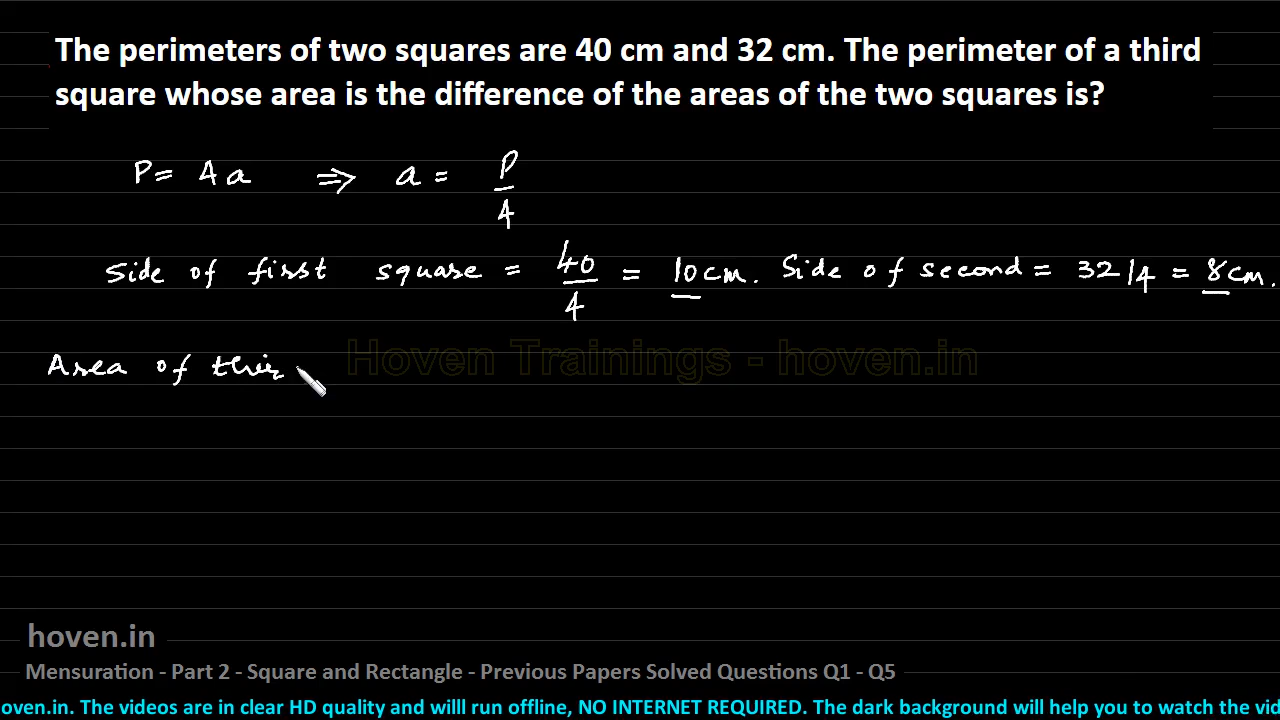 The perimeters of two squares are 40 cm and 32 cm. The perimeter of a third
square whose area is the difference of the areas of the two squares is?
P = 4a ⇒ a = P/4
Side of first square = 40/4 = 10 cm. Side of second = 32/4 = 8 cm.
Area of thir
Hoven Trainings - hoven.in
hoven.in
Mensuration - Part 2 - Square and Rectangle - Previous Papers Solved Questions Q1 - Q5
oven.in. The videos are in clear HD quality and willl run offline, NO INTERNET REQUIRED. The dark background will help you to watch the vid